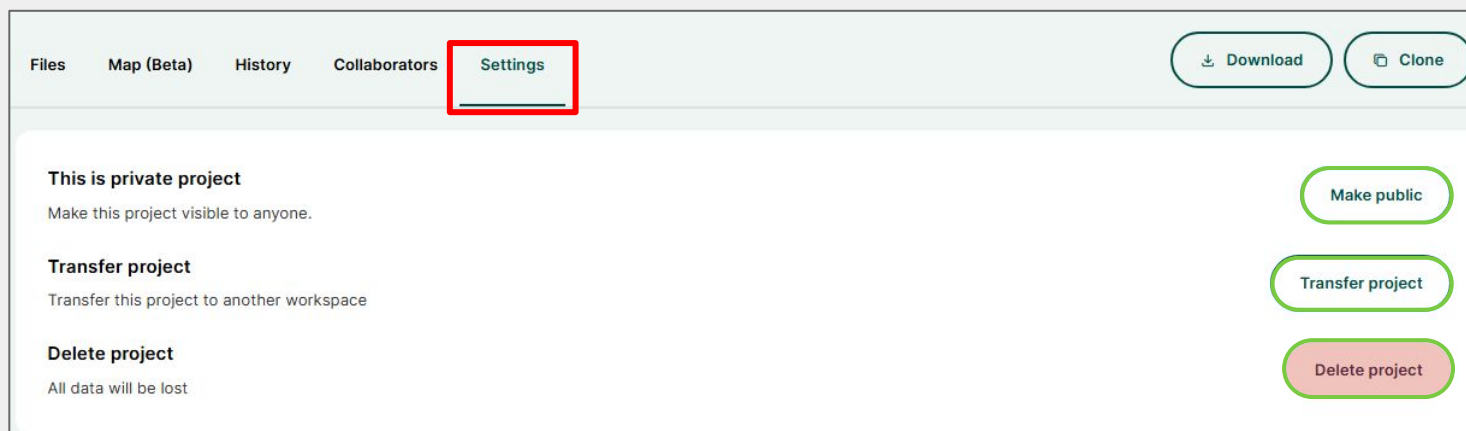 Files Map (Beta) History Collaborators Settings Download Clone
This is private project
Make this project visible to anyone.
Make public
Transfer project
Transfer this project to another workspace
Transfer project
Delete project
All data will be lost
Delete project